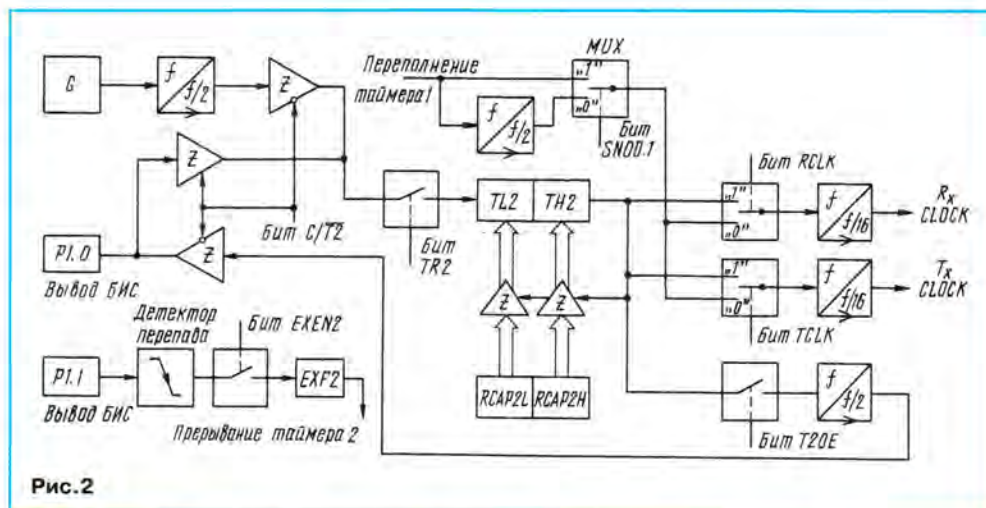 G
f
f/2
Z
Переполнение
таймера 1
f
f/2
MUX
„1"
„0"
Бит
SMOD.1
Z
Бит C/T2
Z
P1.0
Вывод БИС
Бит
TR2
TL2
TH2
Z
Z
RCAP2L
RCAP2H
Бит RCLK
„1"
„0"
f
f/16
Rx
CLOCK
„1"
„0"
Бит TCLK
f
f/16
Tx
CLOCK
Бит T2OE
f
f/2
Детектор
перепада
Бит EXEN2
P1.1
Вывод БИС
EXF2
Прерывание таймера 2
Рис.2